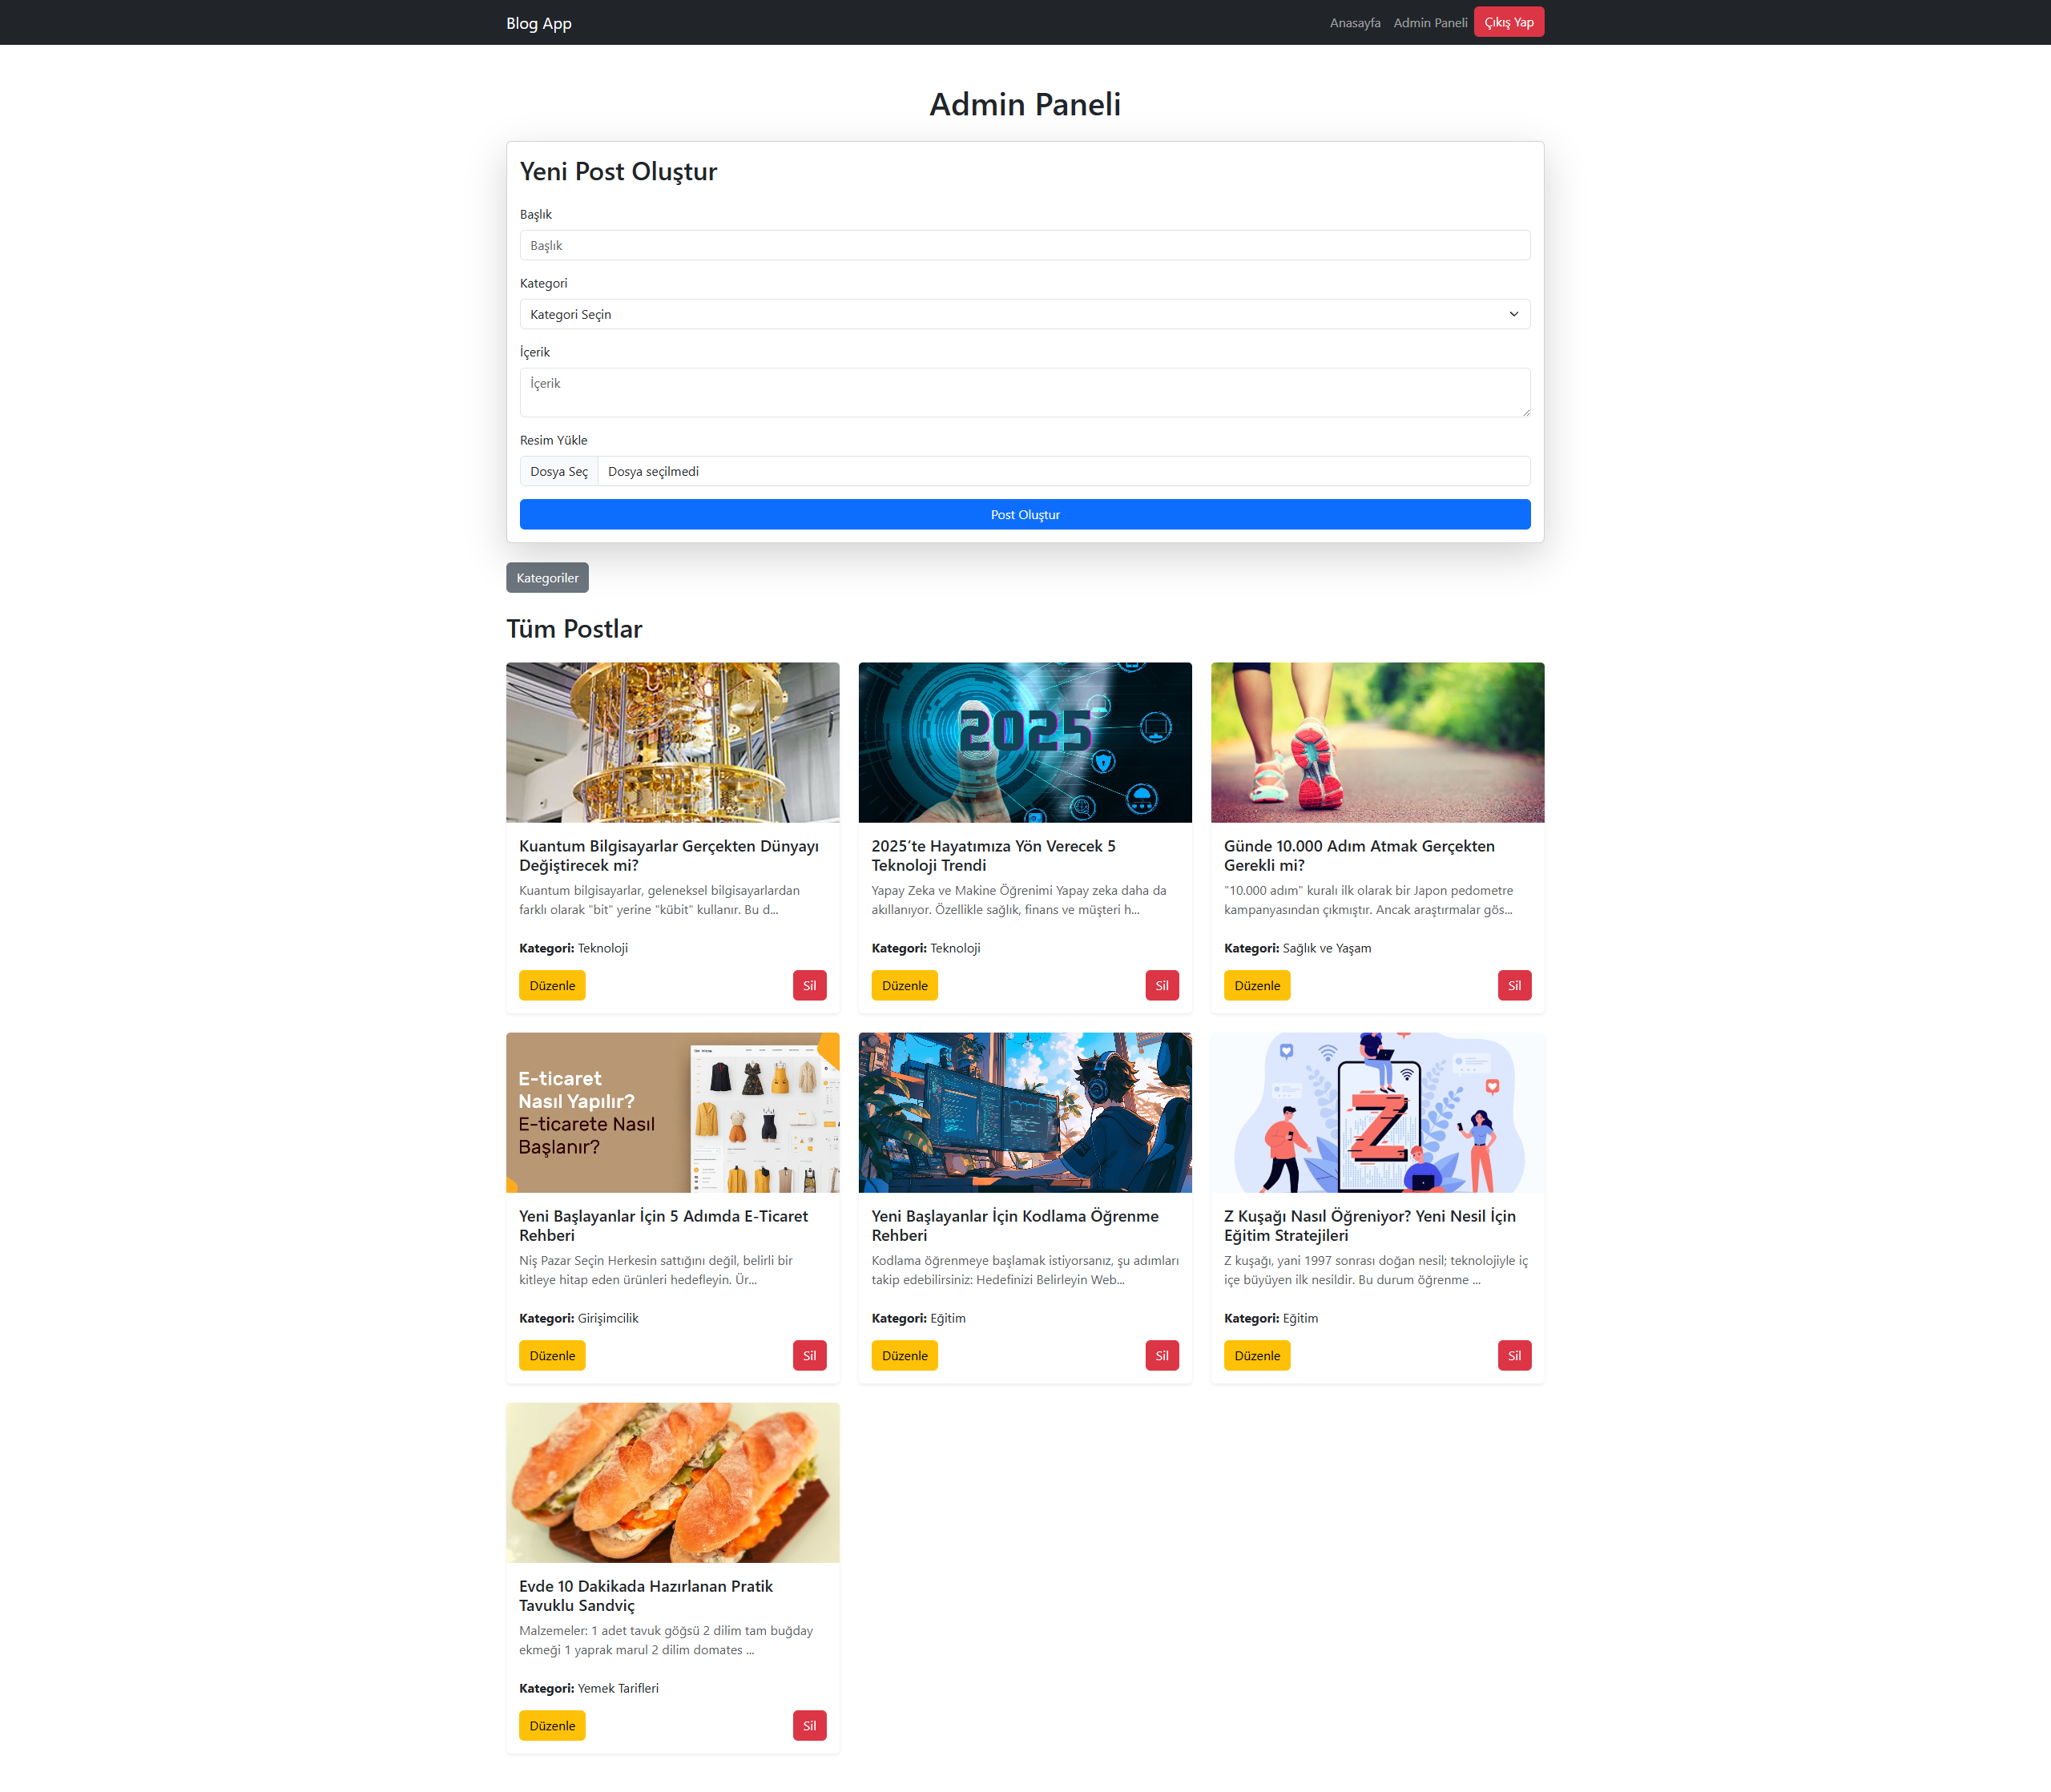 Blog App
Anasayfa
Admin Paneli
Çıkış Yap
Admin Paneli
Yeni Post Oluştur
Başlık
Başlık
Kategori
Kategori Seçin
İçerik
İçerik
Resim Yükle
Dosya Seç
Dosya seçilmedi
Post Oluştur
Kategoriler
Tüm Postlar
Kuantum Bilgisayarlar Gerçekten Dünyayı
Değiştirecek mi?
Kuantum bilgisayarlar, geleneksel bilgisayarlardan
farklı olarak "bit" yerine "kübit" kullanır. Bu d...
Kategori: Teknoloji
Düzenle
Sil
2025
2025'te Hayatımıza Yön Verecek 5
Teknoloji Trendi
Yapay Zeka ve Makine Öğrenimi Yapay zeka daha da
akıllanıyor. Özellikle sağlık, finans ve müşteri h...
Kategori: Teknoloji
Düzenle
Sil
Günde 10.000 Adım Atmak Gerçekten
Gerekli mi?
"10.000 adım" kuralı ilk olarak bir Japon pedometre
kampanyasından çıkmıştır. Ancak araştırmalar gös...
Kategori: Sağlık ve Yaşam
Düzenle
Sil
E-ticaret
Nasıl Yapılır?
E-ticarete Nasıl
Başlanır?
Yeni Başlayanlar İçin 5 Adımda E-Ticaret
Rehberi
Niş Pazar Seçin Herkesin sattığını değil, belirli bir
kitleye hitap eden ürünleri hedefleyin. Ür...
Kategori: Girişimcilik
Düzenle
Sil
Yeni Başlayanlar İçin Kodlama Öğrenme
Rehberi
Kodlama öğrenmeye başlamak istiyorsanız, şu adımları
takip edebilirsiniz: Hedefinizi Belirleyin Web...
Kategori: Eğitim
Düzenle
Sil
Z
Z Kuşağı Nasıl Öğreniyor? Yeni Nesil İçin
Eğitim Stratejileri
Z kuşağı, yani 1997 sonrası doğan nesil; teknolojiyle iç
içe büyüyen ilk nesildir. Bu durum öğrenme ...
Kategori: Eğitim
Düzenle
Sil
Evde 10 Dakikada Hazırlanan Pratik
Tavuklu Sandviç
Malzemeler: 1 adet tavuk göğsü 2 dilim tam buğday
ekmeği 1 yaprak marul 2 dilim domates ...
Kategori: Yemek Tarifleri
Düzenle
Sil